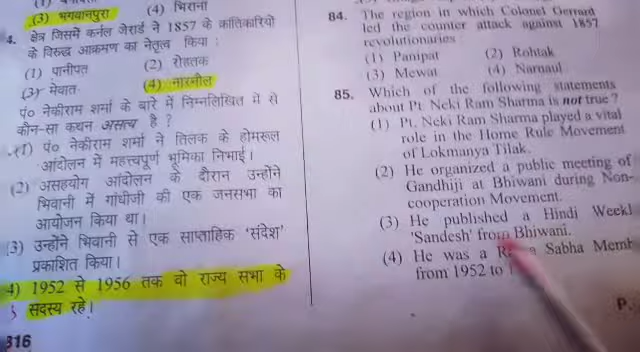 (3) भगवानपुरा (4) भिराना
4. क्षेत्र जिसमें कर्नल जेरार्ड ने 1857 के क्रांतिकारियों
के विरुद्ध आक्रमण का नेतृत्व किया :
(1) पानीपत (2) रोहतक
(3) मेवात (4) नारनौल
पं० नेकीराम शर्मा के बारे में निम्नलिखित में से
कौन-सा कथन असत्य है ?
(1) पं० नेकीराम शर्मा ने तिलक के होमरूल
आंदोलन में महत्त्वपूर्ण भूमिका निभाई।
(2) असहयोग आंदोलन के दौरान उन्होंने
भिवानी में गांधीजी की एक जनसभा का
आयोजन किया था।
(3) उन्होंने भिवानी से एक साप्ताहिक 'संदेश'
प्रकाशित किया।
4) 1952 से 1956 तक वो राज्य सभा के
सदस्य रहे।
316
84. The region in which Colonel Gerrard
led the counter attack against 1857
revolutionaries :
(1) Panipat (2) Rohtak
(3) Mewat (4) Narnaul
85. Which of the following statements
about Pt. Neki Ram Sharma is not true ?
(1) Pt. Neki Ram Sharma played a vital
role in the Home Rule Movement
of Lokmanya Tilak.
(2) He organized a public meeting of
Gandhiji at Bhiwani during Non-
cooperation Movement.
(3) He published a Hindi Weekl
'Sandesh' from Bhiwani.
(4) He was a Sabha Memb
from 1952 to
P.